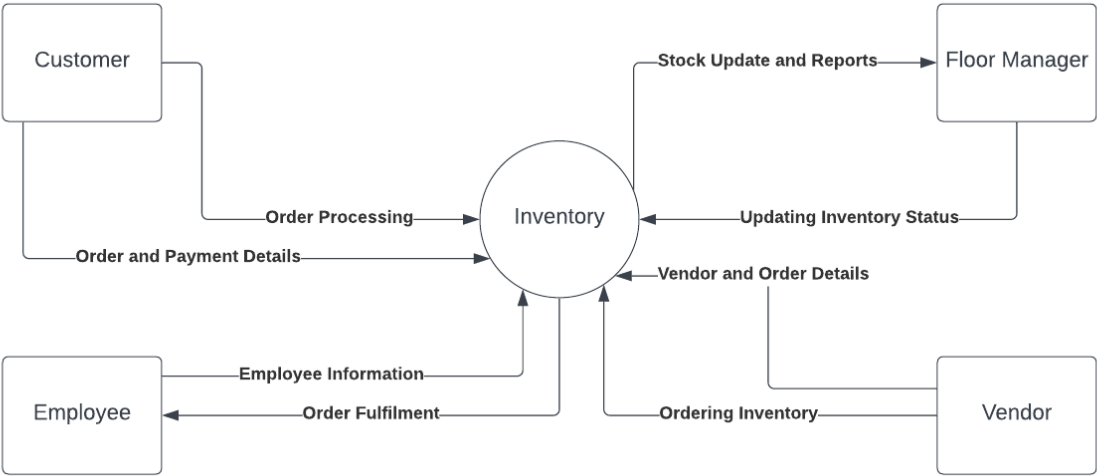 Customer
Stock Update and Reports
Floor Manager
Order Processing
Inventory
Updating Inventory Status
Order and Payment Details
Vendor and Order Details
Employee Information
Employee
Order Fulfilment
Ordering Inventory
Vendor